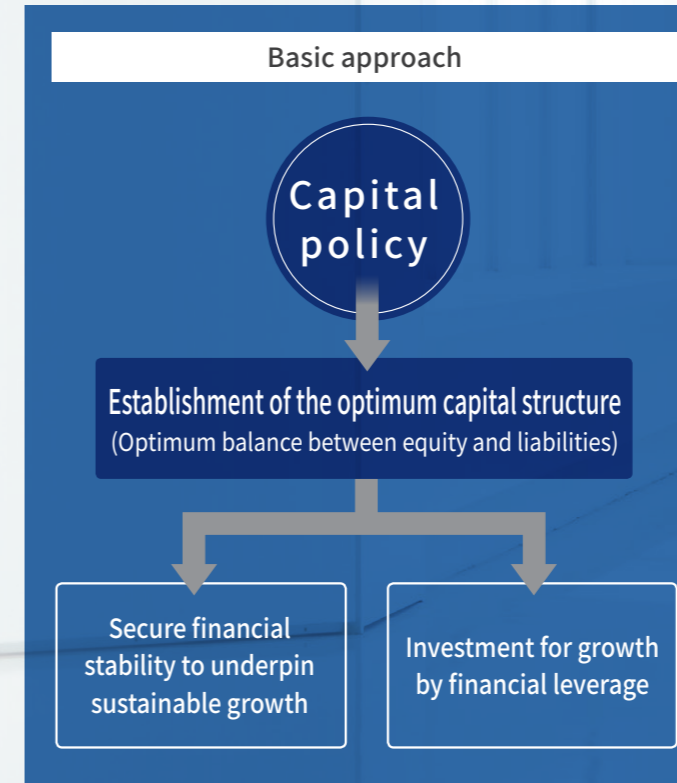 Basic approach
Capital
policy
Establishment of the optimum capital structure
(Optimum balance between equity and liabilities)
Secure financial
stability to underpin
sustainable growth
Investment for growth
by financial leverage